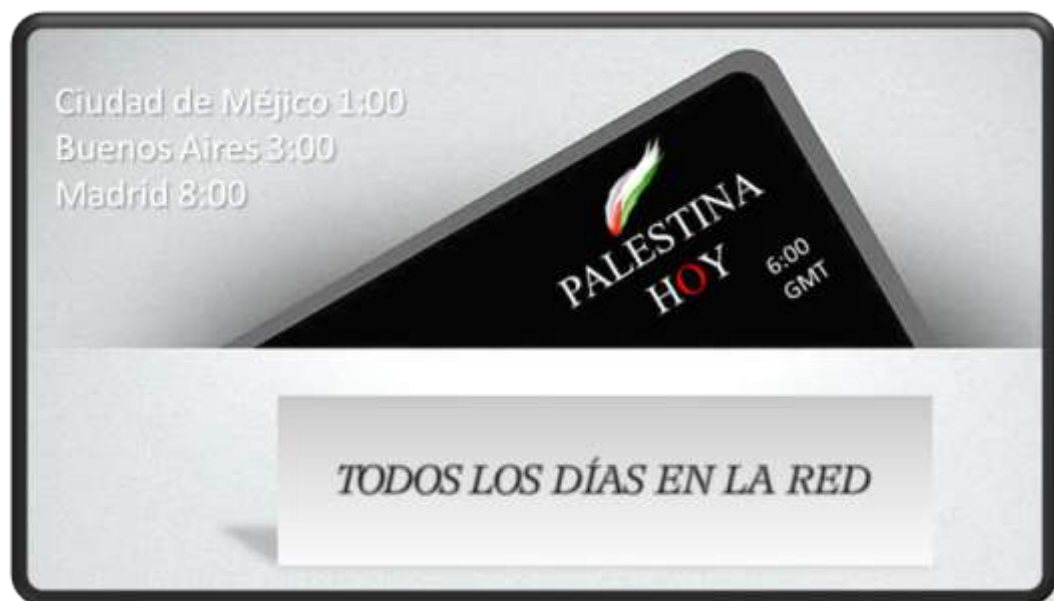 Ciudad de Méjico 1:00
Buenos Aires 3:00
Madrid 8:00
PALESTINA
HOY
6:00
GMT
TODOS LOS DÍAS EN LA RED